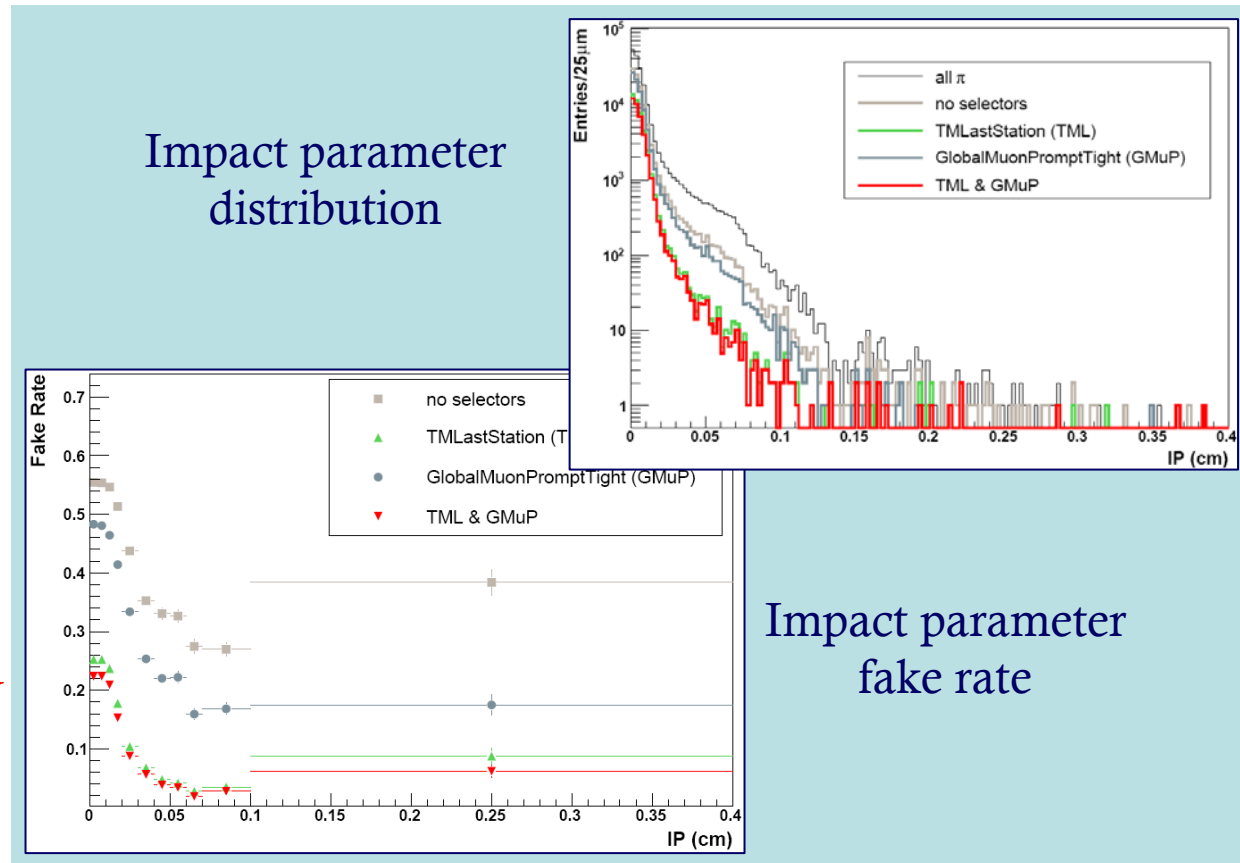 Impact parameter
distribution
Entries/25μm
10^5
10^4
10^3
10^2
10
1
all π
no selectors
TMLastStation (TML)
GlobalMuonPromptTight (GMuP)
TML & GMuP
0 0.05 0.1 0.15 0.2 0.25 0.3 0.35 0.4
IP (cm)
Fake Rate
0.7
0.6
0.5
0.4
0.3
0.2
0.1
no selectors
TMLastStation (T
GlobalMuonPromptTight (GMuP)
TML & GMuP
0 0.05 0.1 0.15 0.2 0.25 0.3 0.35 0.4
IP (cm)
Impact parameter
fake rate